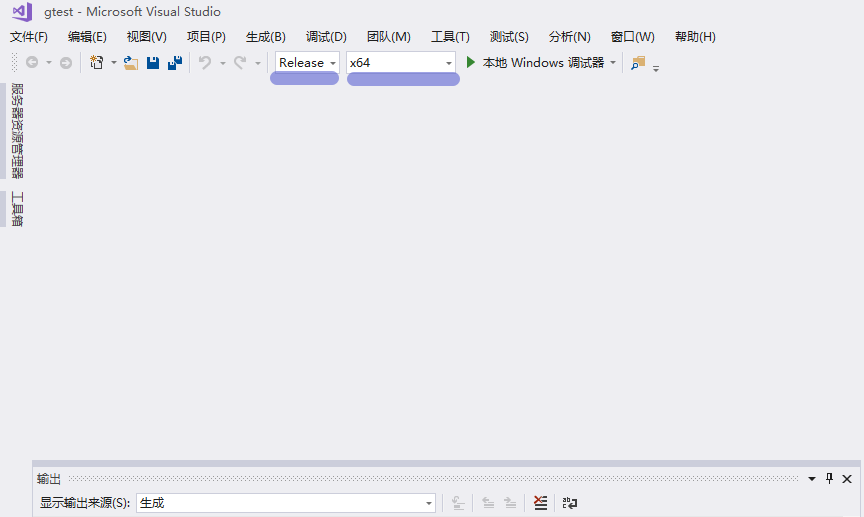 gtest - Microsoft Visual Studio
文件(F) 编辑(E) 视图(V) 项目(P) 生成(B) 调试(D) 团队(M) 工具(T) 测试(S) 分析(N) 窗口(W) 帮助(H)
Release x64 本地 Windows 调试器
服务器资源管理器
工具箱
输出
显示输出来源(S): 生成